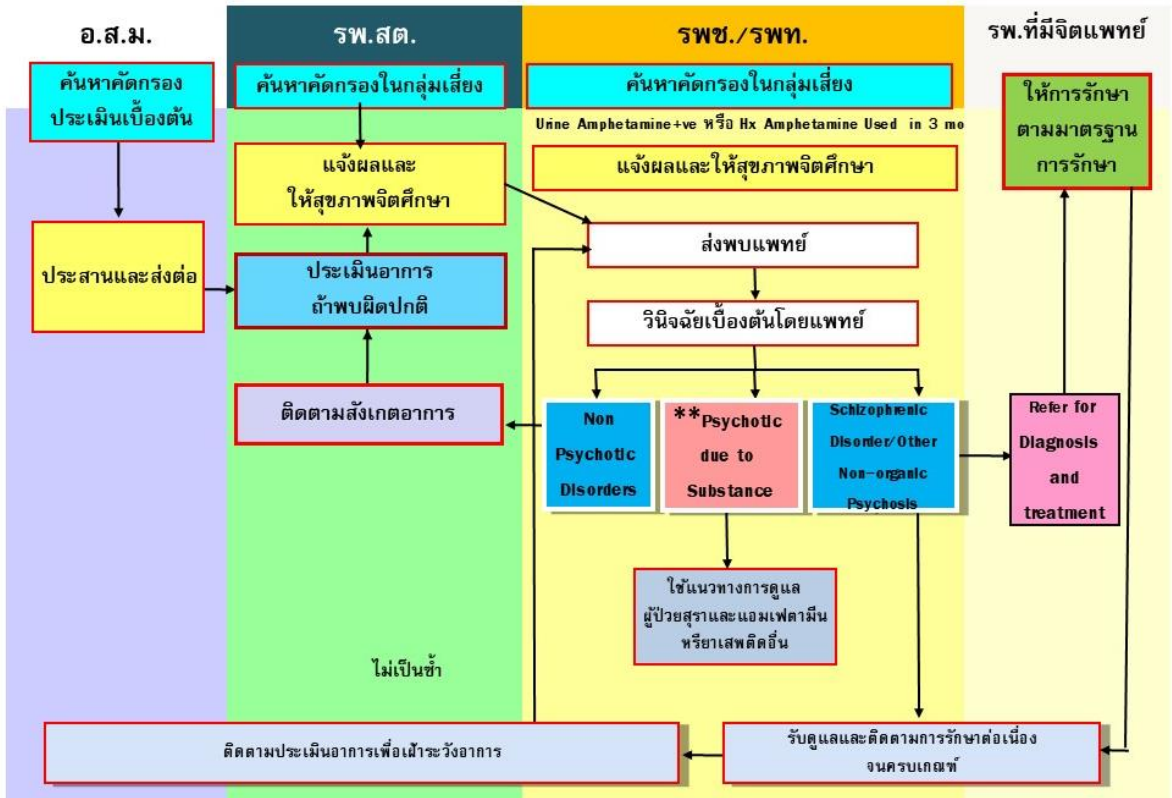 อ.ส.ม.
รพ.สต.
รพช./รพท.
รพ.ที่มีจิตแพทย์
ค้นหาคัดกรอง
ประเมินเบื้องต้น
ค้นหาคัดกรองในกลุ่มเสี่ยง
ค้นหาคัดกรองในกลุ่มเสี่ยง
Urine Amphetamine+ve หรือ Hx Amphetamine Used in 3 mo
ให้การรักษา
ตามมาตรฐาน
การรักษา
แจ้งผลและ
ให้สุขภาพจิตศึกษา
แจ้งผลและให้สุขภาพจิตศึกษา
ประสานและส่งต่อ
ประเมินอาการ
ถ้าพบผิดปกติ
ส่งพบแพทย์
วินิจฉัยเบื้องต้นโดยแพทย์
ติดตามสังเกตอาการ
Non
Psychotic
Disorders
**Psychotic
due to
Substance
Schizophrenic
Disorder/Other
Non-organic
Psychosis
Refer for
Diagnosis
and
treatment
ใช้แนวทางการดูแล
ผู้ป่วยสุราและแอมเฟตามีน
หรือยาเสพติดอื่น
ไม่เป็นซ้ำ
ติดตามประเมินอาการเพื่อเฝ้าระวังอาการ
รับดูแลและติดตามการรักษาต่อเนื่อง
จนครบเกณฑ์